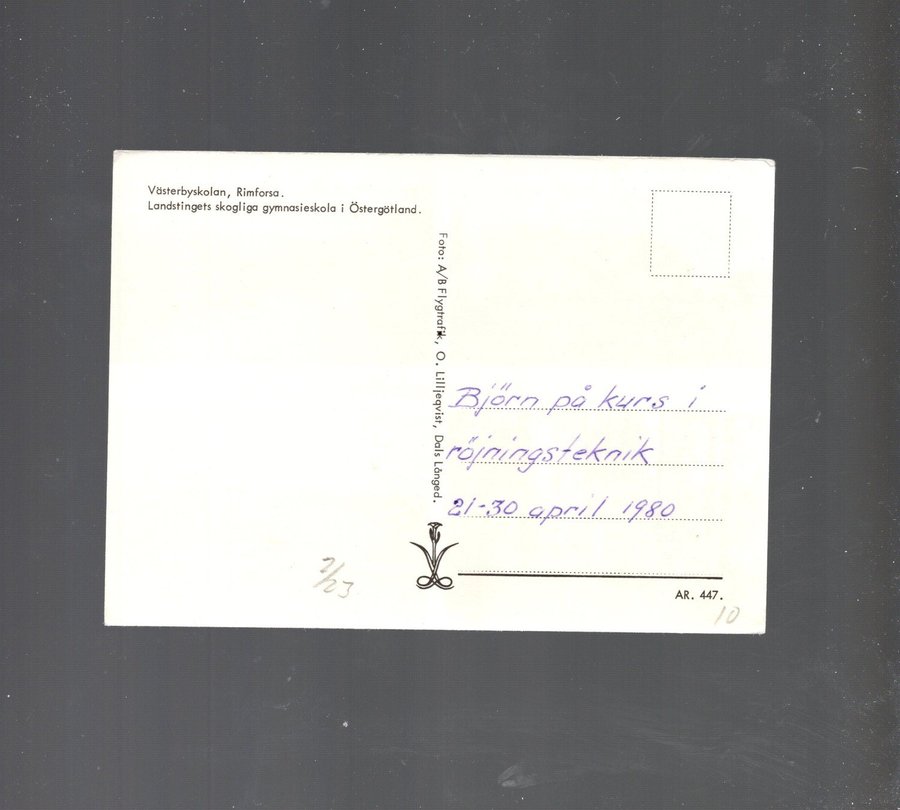 Västerbyskolan, Rimforsa.
Landstingets skogliga gymnasieskola i Östergötland.
Foto: A/B Flygtrafik, O. Lilljeqvist, Dals Långed.
Björn på kurs i
röjningsteknik
21-30 april 1980
AR. 447.
2/23
10